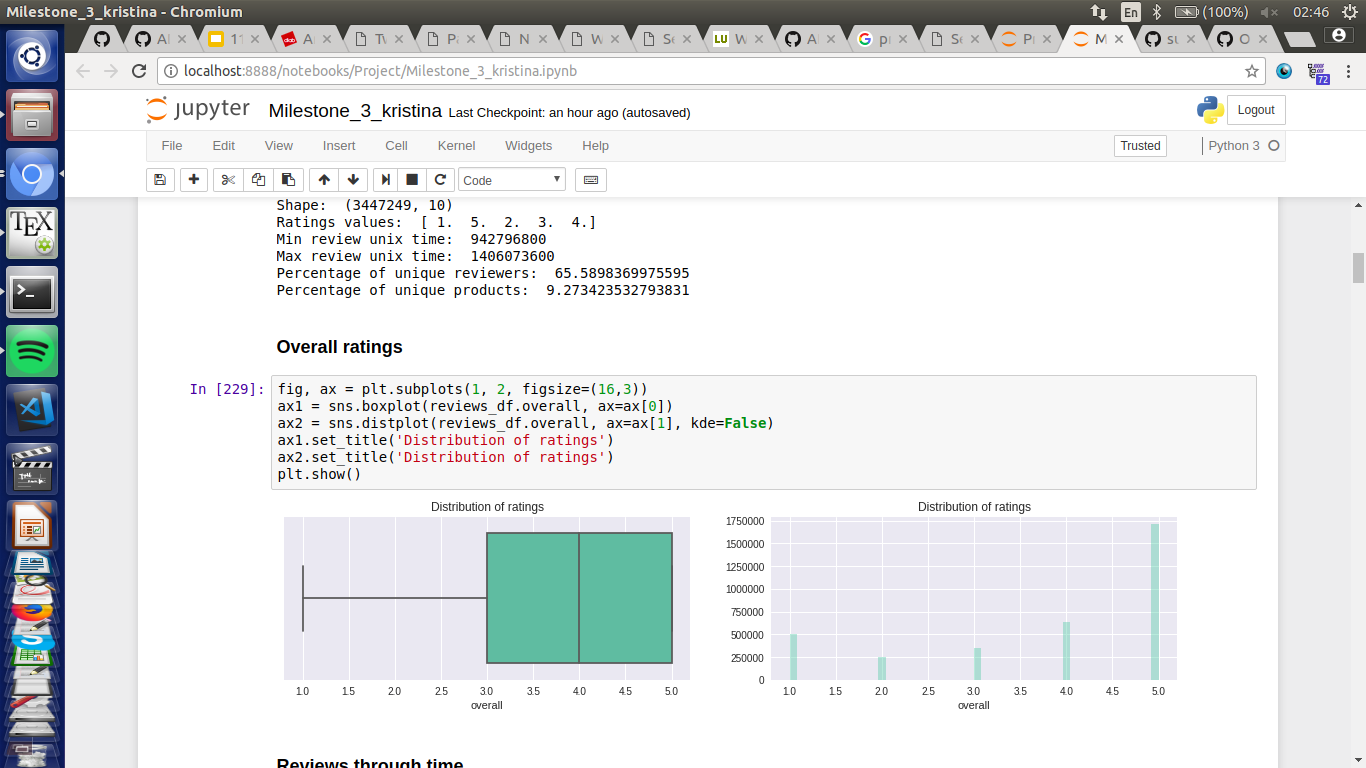 Milestone_3_kristina - Chromium
En
(100%)
02:46
Al
11
A
Tv
P
N
W
Se
LU
W
A
pr
Se
P
M
su
O
localhost:8888/notebooks/Project/Milestone_3_kristina.ipynb
72
jupyter
Milestone_3_kristina Last Checkpoint: an hour ago (autosaved)
Logout
File Edit View Insert Cell Kernel Widgets Help
Trusted
Python 3
Code
TEX
Shape:  (3447249, 10)
Ratings values:  [ 1.  5.  2.  3.  4.]
Min review unix time:  942796800
Max review unix time:  1406073600
Percentage of unique reviewers:  65.5898369975595
Percentage of unique products:  9.273423532793831
Overall ratings
In [229]:
fig, ax = plt.subplots(1, 2, figsize=(16,3))
ax1 = sns.boxplot(reviews_df.overall, ax=ax[0])
ax2 = sns.distplot(reviews_df.overall, ax=ax[1], kde=False)
ax1.set_title('Distribution of ratings')
ax2.set_title('Distribution of ratings')
plt.show()
Distribution of ratings
1.0 1.5 2.0 2.5 3.0 3.5 4.0 4.5 5.0
overall
Distribution of ratings
1750000
1500000
1250000
1000000
750000
500000
250000
0
1.0 1.5 2.0 2.5 3.0 3.5 4.0 4.5 5.0
overall
Reviews through time